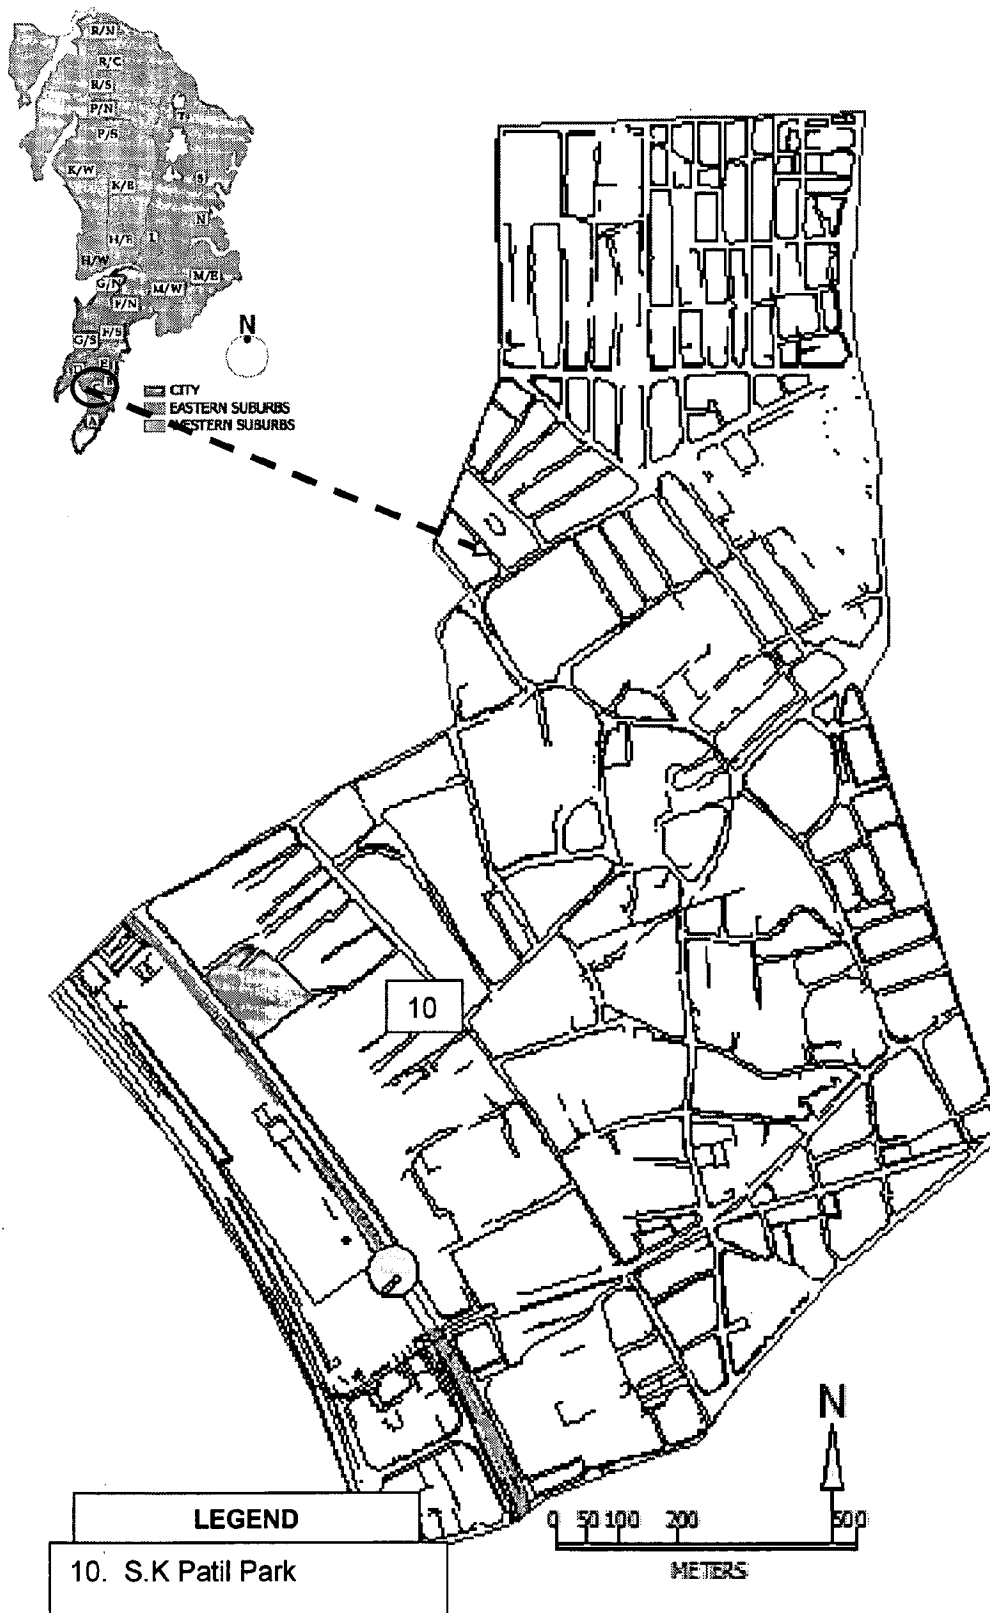 R/N
R/C
R/S
P/N
P/S
T
K/W
K/E
S
N
H/E
L
H/W
M/E
G/N
M/W
F/N
F/S
G/S
N
D
E
B
C
A
CITY
EASTERN SUBURBS
WESTERN SUBURBS
10
N
0 50 100 200 500
METERS
LEGEND
10. S.K Patil Park